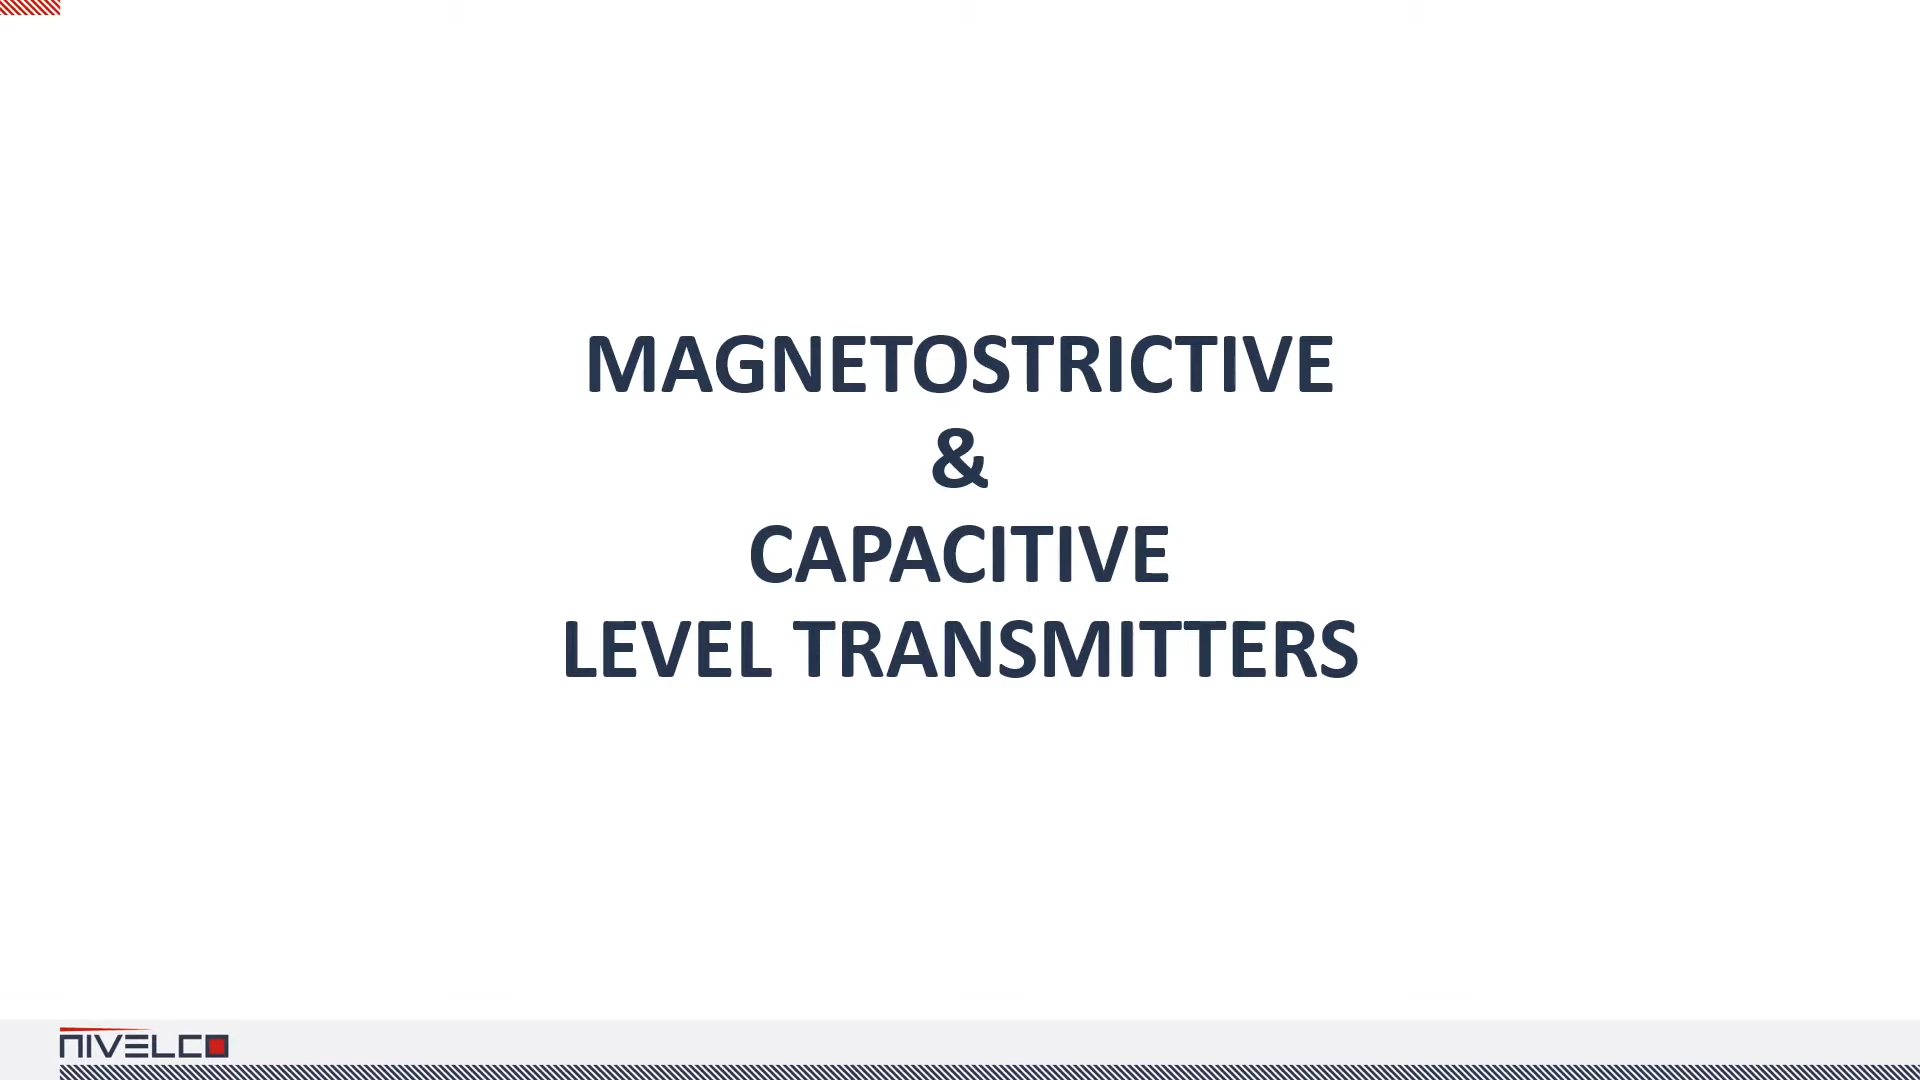 MAGNETOSTRICTIVE
&
CAPACITIVE
LEVEL TRANSMITTERS
NIVELCO